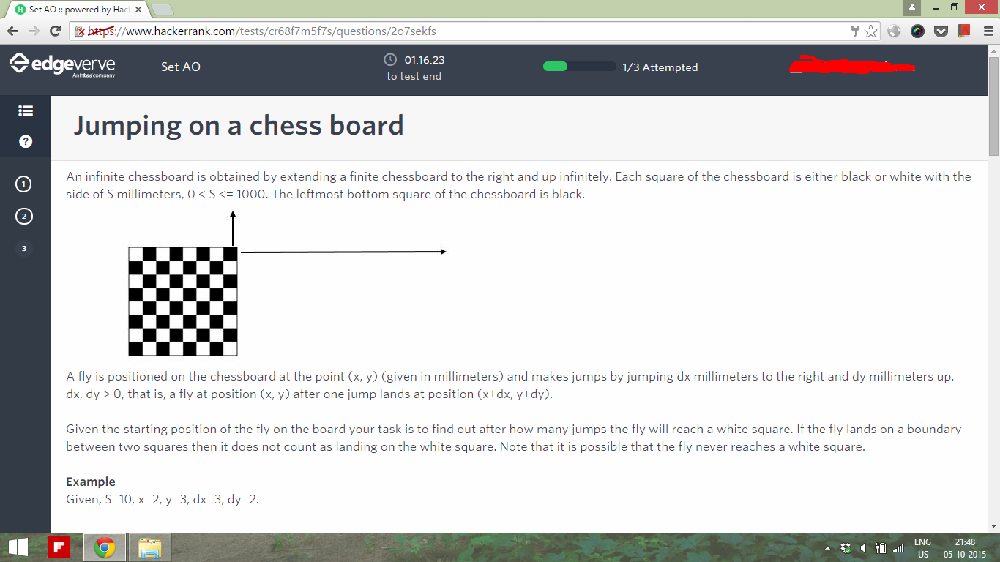 Set AO :: powered by Hac
https://www.hackerrank.com/tests/cr68f7m5f7s/questions/2o7sekfs
edgeverve
An Infosys company
Set AO
01:16:23
to test end
1/3 Attempted
?
1
2
3
Jumping on a chess board
An infinite chessboard is obtained by extending a finite chessboard to the right and up infinitely. Each square of the chessboard is either black or white with the
side of S millimeters, 0 < S <= 1000. The leftmost bottom square of the chessboard is black.
A fly is positioned on the chessboard at the point (x, y) (given in millimeters) and makes jumps by jumping dx millimeters to the right and dy millimeters up,
dx, dy > 0, that is, a fly at position (x, y) after one jump lands at position (x+dx, y+dy).
Given the starting position of the fly on the board your task is to find out after how many jumps the fly will reach a white square. If the fly lands on a boundary
between two squares then it does not count as landing on the white square. Note that it is possible that the fly never reaches a white square.
Example
Given, S=10, x=2, y=3, dx=3, dy=2.
ENG
US
21:48
05-10-2015